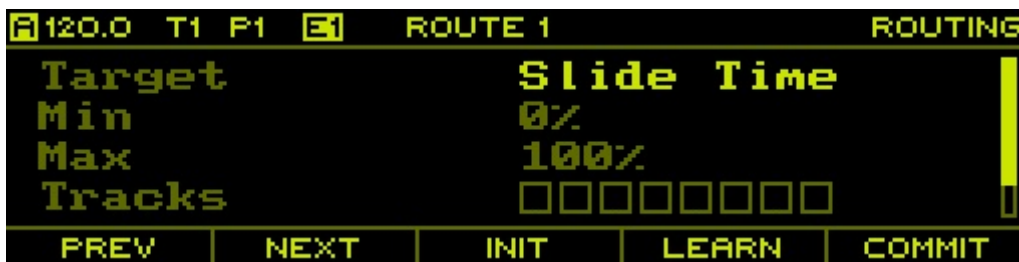 A 120.0 T1 P1 E1 ROUTE 1 ROUTING
Target Slide Time
Min 0%
Max 100%
Tracks
PREV NEXT INIT LEARN COMMIT